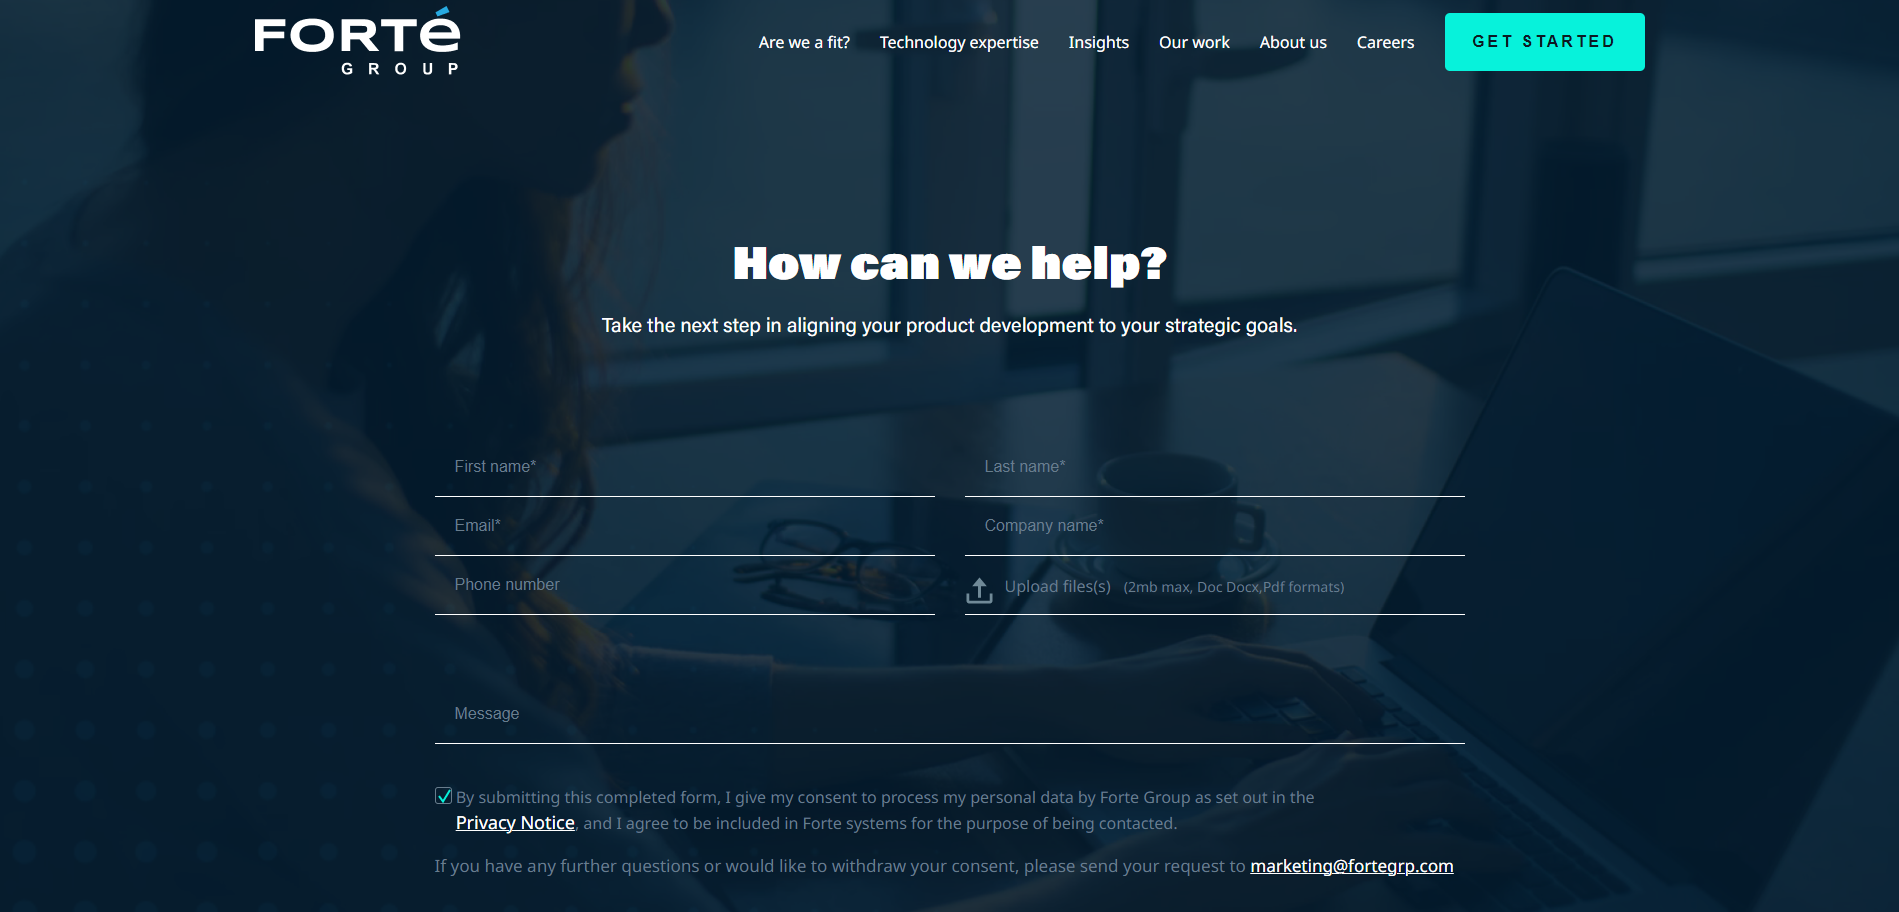 FORTÉ
GROUP
Are we a fit?
Technology expertise
Insights
Our work
About us
Careers
GET STARTED
How can we help?
Take the next step in aligning your product development to your strategic goals.
First name*
Last name*
Email*
Company name*
Phone number
Upload files(s) (2mb max, Doc Docx,Pdf formats)
Message
By submitting this completed form, I give my consent to process my personal data by Forte Group as set out in the
Privacy Notice, and I agree to be included in Forte systems for the purpose of being contacted.
If you have any further questions or would like to withdraw your consent, please send your request to marketing@fortegrp.com